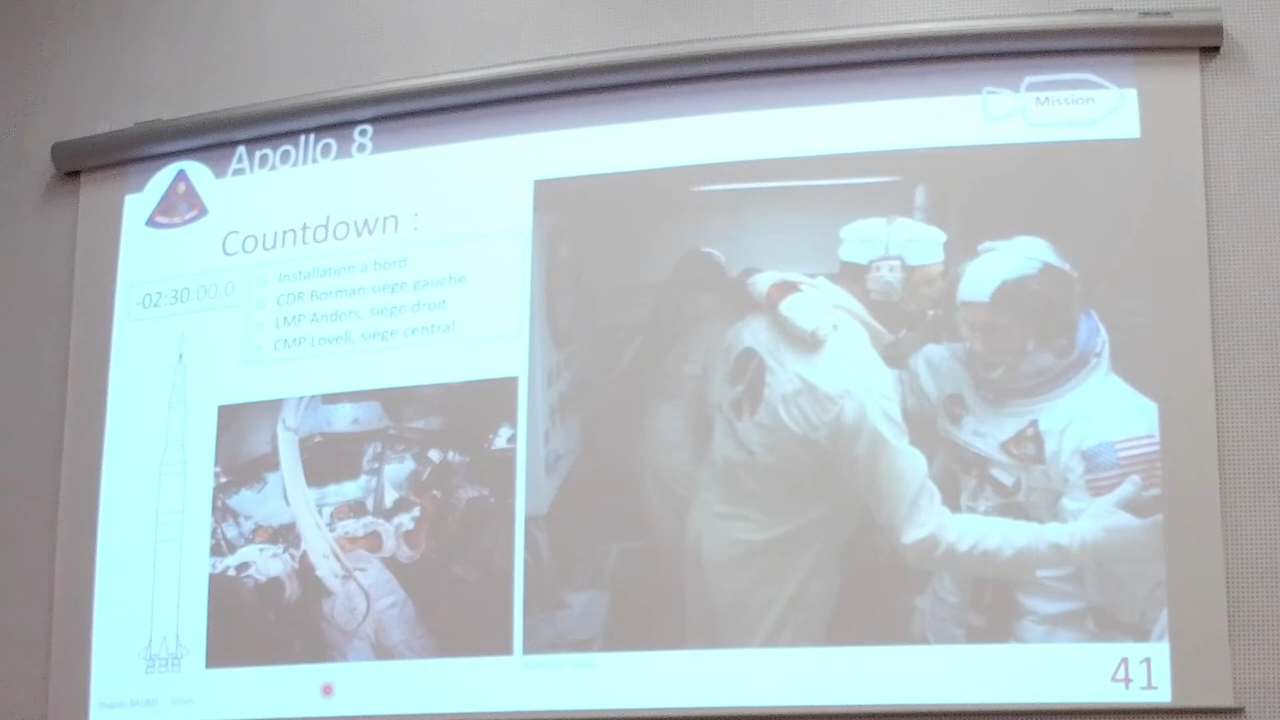 Apollo 8
Mission
Countdown :
-02:30:00.0
Installation à bord
CDR Borman siège gauche
LMP Anders, siège droit
CMP Lovell, siège central
41